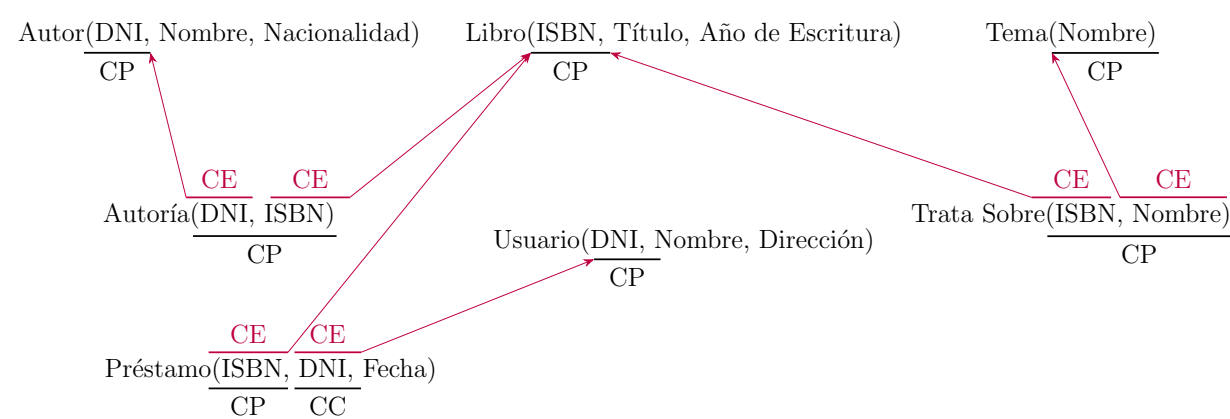 Autor(DNI, Nombre, Nacionalidad) Libro(ISBN, Título, Año de Escritura) Tema(Nombre)
CP CP CP
CE CE CE CE
Autoría(DNI, ISBN) Trata Sobre(ISBN, Nombre)
CP CP
Usuario(DNI, Nombre, Dirección)
CP
CE CE
Préstamo(ISBN, DNI, Fecha)
CP CC